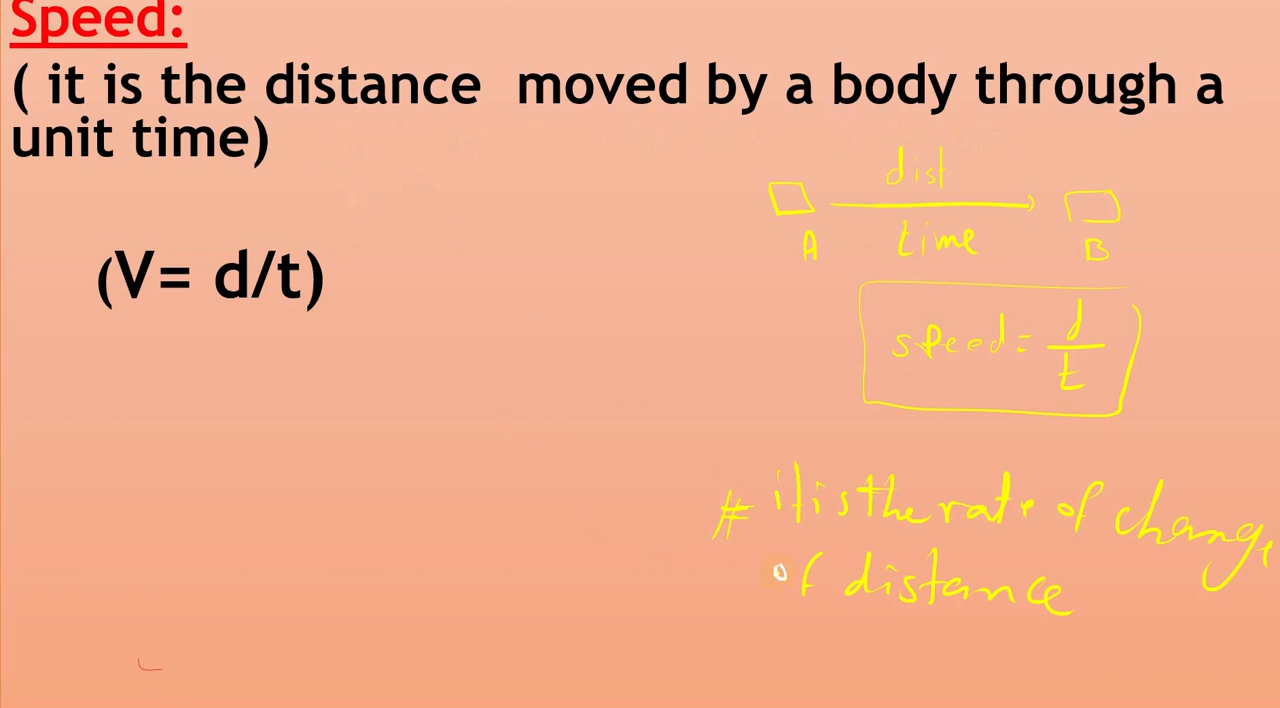 Speed:
( it is the distance moved by a body through a
unit time)
dist
time
A
B
(V= d/t)
speed = d/t
# it is the rate of change
of distance